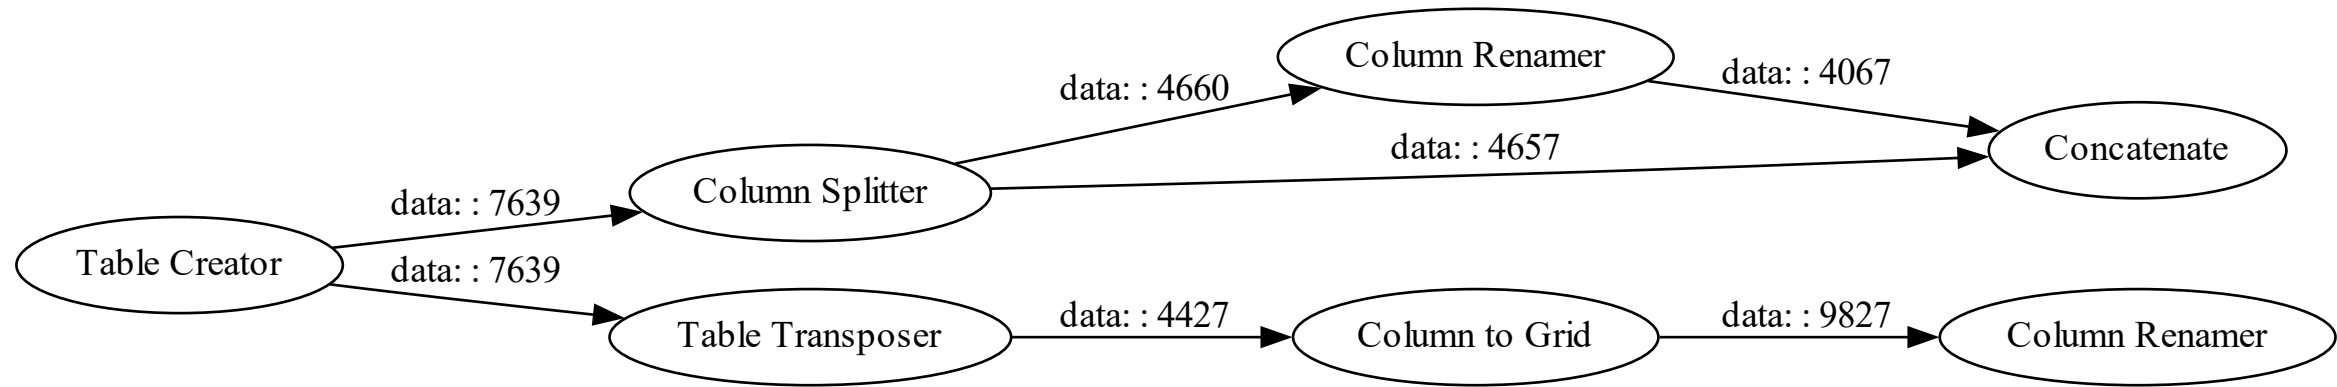 Column Renamer
data: : 4660
data: : 4067
data: : 4657
Concatenate
Column Splitter
data: : 7639
Table Creator
data: : 7639
Table Transposer
data: : 4427
Column to Grid
data: : 9827
Column Renamer